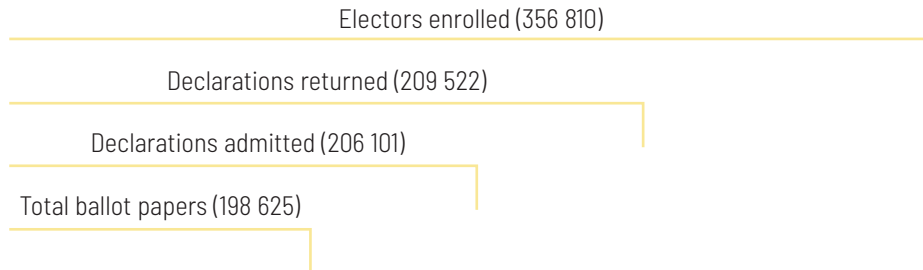 Electors enrolled (356 810)
Declarations returned (209 522)
Declarations admitted (206 101)
Total ballot papers (198 625)